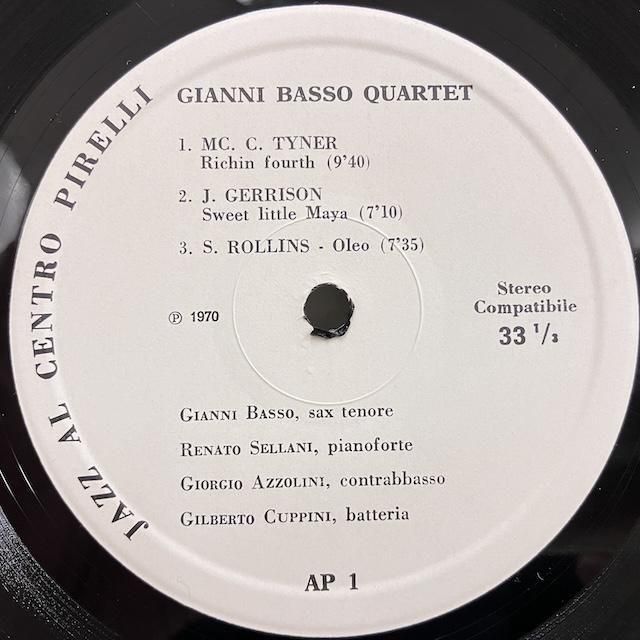 JAZZ AL CENTRO PIRELLI
GIANNI BASSO QUARTET
1. MC. C. TYNER
Richin fourth (9'40)
2. J. GERRISON
Sweet little Maya (7'10)
3. S. ROLLINS - Oleo (7'35)
Ⓟ 1970
Stereo
Compatibile
33 1/3
GIANNI BASSO, sax tenore
RENATO SELLANI, pianoforte
GIORGIO AZZOLINI, contrabbasso
GILBERTO CUPPINI, batteria
AP 1